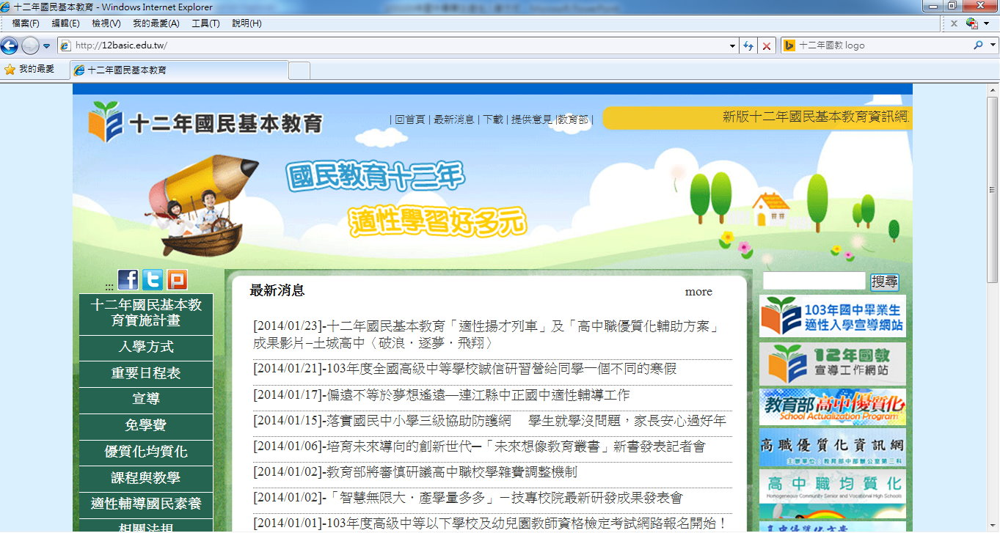 十二年國民基本教育 - Windows Internet Explorer
檔案(F) 編輯(E) 檢視(V) 我的最愛(A) 工具(T) 說明(H)
http://12basic.edu.tw/
十二年國教 logo
我的最愛
十二年國民基本教育
十二年國民基本教育
| 回首頁 | 最新消息 | 下載 | 提供意見 |教育部 |
新版十二年國民基本教育資訊網
國民教育十二年
適性學習好多元
:::
十二年國民基本教
育實施計畫
入學方式
重要日程表
宣導
免學費
優質化均質化
課程與教學
適性輔導國民素養
相關法規
最新消息
more
[2014/01/23]-十二年國民基本教育「適性揚才列車」及「高中職優質化輔助方案」
成果影片–土城高中〈破浪．逐夢．飛翔〉
[2014/01/21]-103年度全國高級中等學校誠信研習營給同學一個不同的寒假
[2014/01/17]-偏遠不等於夢想遙遠—連江縣中正國中適性輔導工作
[2014/01/15]-落實國民中小學三級協助防護網　學生就學沒問題，家長安心過好年
[2014/01/06]-培育未來導向的創新世代─「未來想像教育叢書」新書發表記者會
[2014/01/02]-教育部將審慎研議高中職校學雜費調整機制
[2014/01/02]-「智慧無限大．產學量多多」－技專校院最新研發成果發表會
[2014/01/01]-103年度高級中等以下學校及幼兒園教師資格檢定考試網路報名開始！
搜尋
103年國中畢業生
適性入學宣導網站
12年國教
宣導工作網站
教育部高中優質化
School Actualization Program
高職優質化資訊網
主辦單位：教育部中部辦公室第三科
高中職均質化
Homogeneous Community Senior and Vocational High Schools